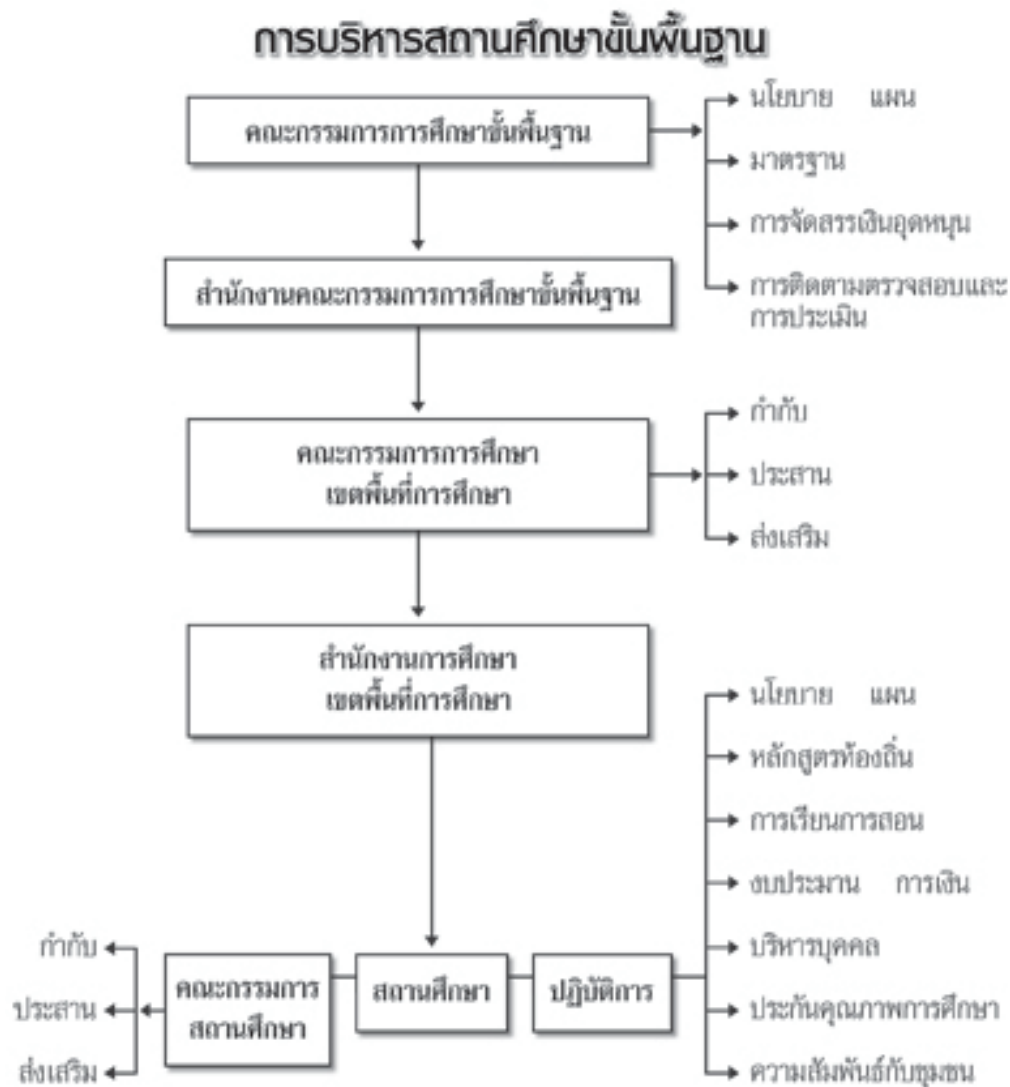 การบริหารสถานศึกษาขั้นพื้นฐาน
คณะกรรมการการศึกษาขั้นพื้นฐาน
นโยบาย แผน
มาตรฐาน
การจัดสรรเงินอุดหนุน
การติดตามตรวจสอบและ
การประเมิน
สำนักงานคณะกรรมการการศึกษาขั้นพื้นฐาน
คณะกรรมการการศึกษา
เขตพื้นที่การศึกษา
กำกับ
ประสาน
ส่งเสริม
สำนักงานการศึกษา
เขตพื้นที่การศึกษา
นโยบาย แผน
หลักสูตรท้องถิ่น
การเรียนการสอน
งบประมาน การเงิน
บริหารบุคคล
ประกันคุณภาพการศึกษา
ความสัมพันธ์กับชุมชน
กำกับ
ประสาน
ส่งเสริม
คณะกรรมการ
สถานศึกษา
สถานศึกษา
ปฏิบัติการ